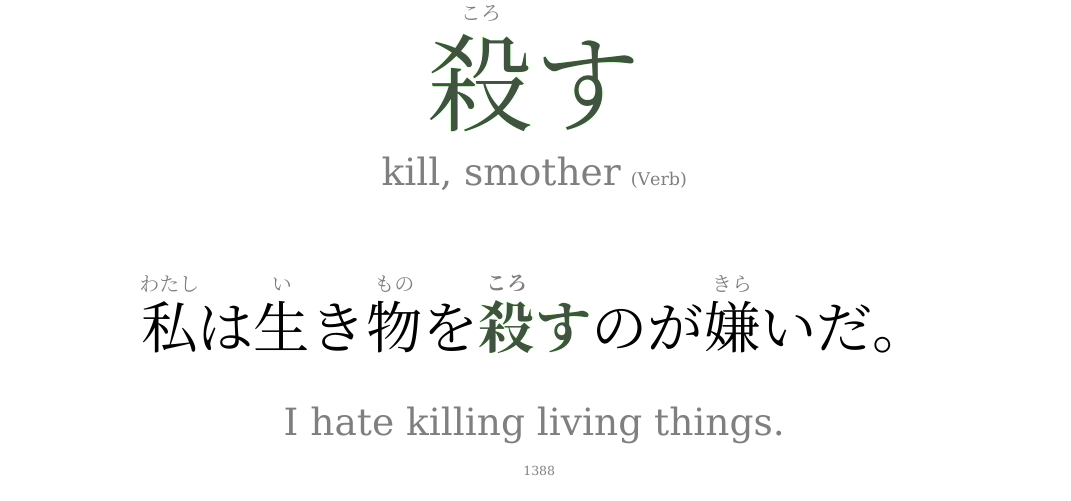 ころ
殺す
kill, smother (Verb)
わたし い もの ころ きら
私は生き物を殺すのが嫌いだ。
I hate killing living things.
1388